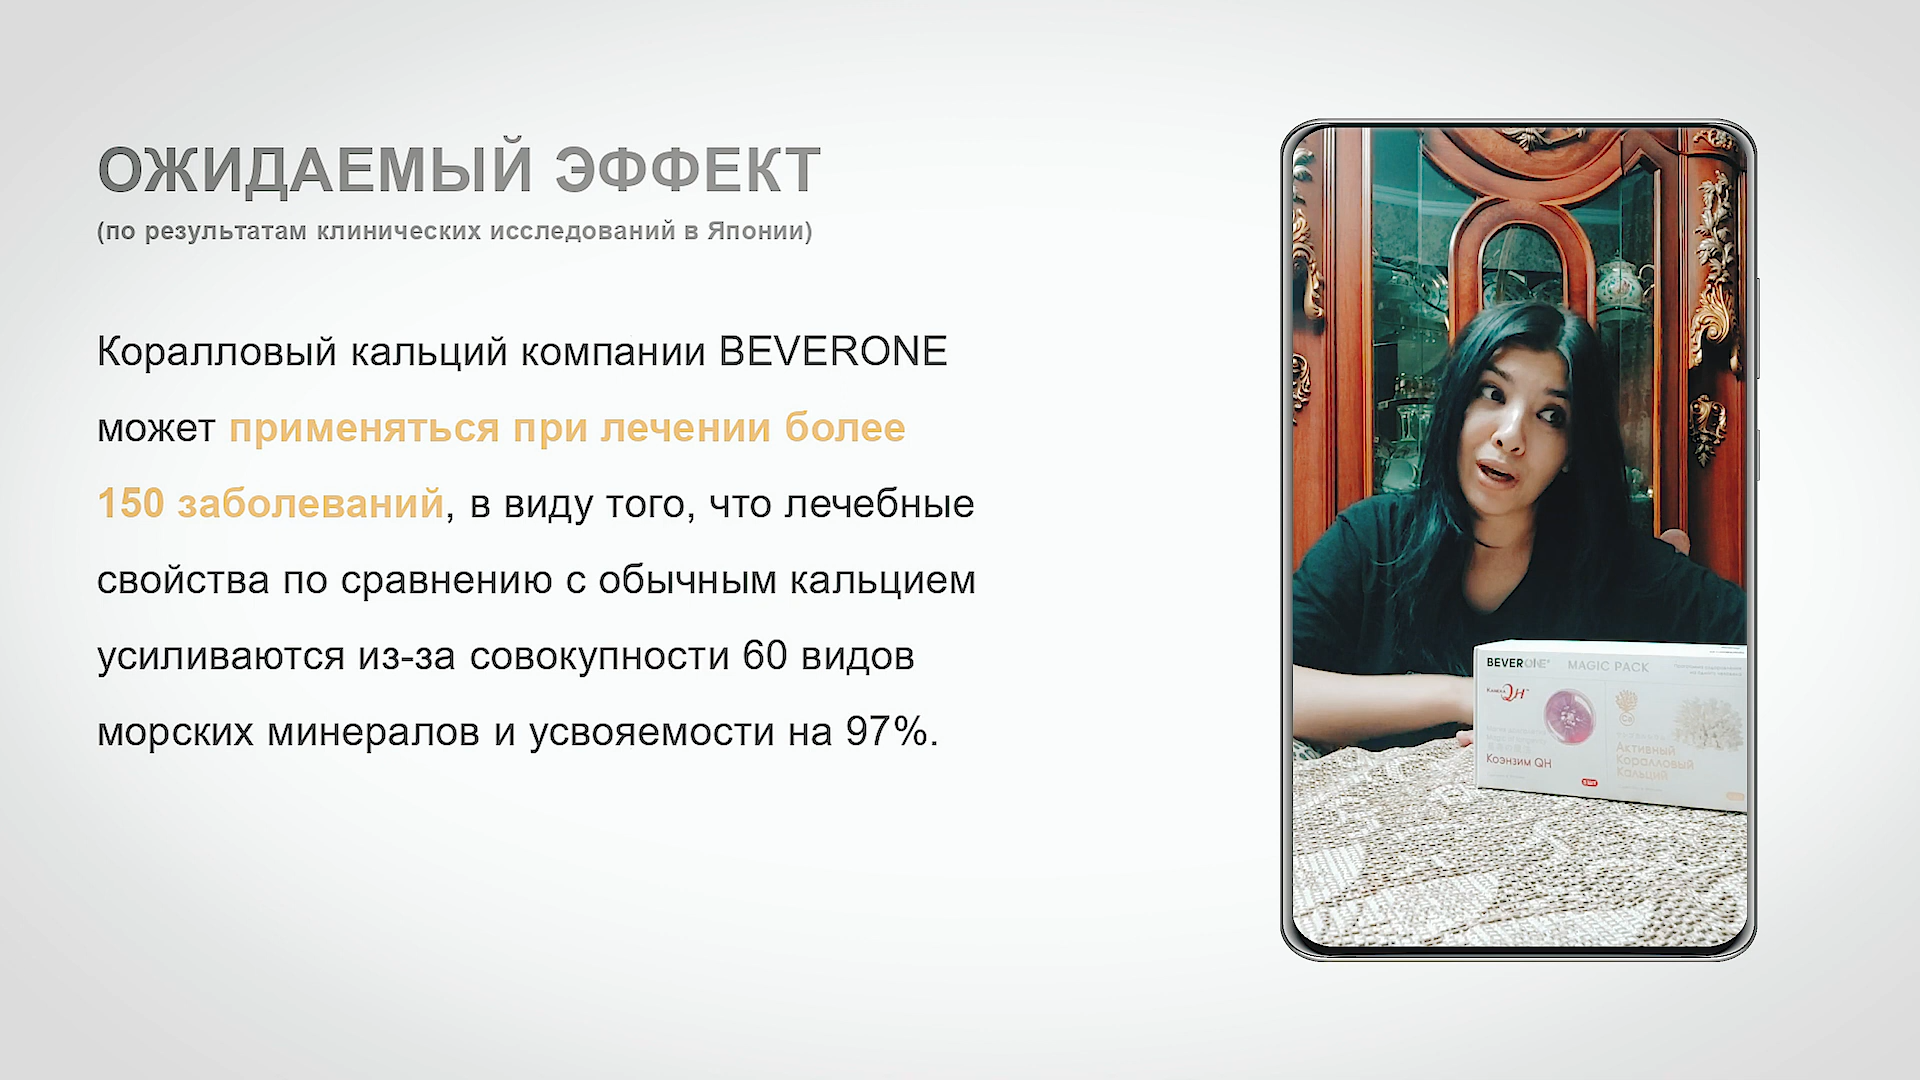 ОЖИДАЕМЫЙ ЭФФЕКТ
(по результатам клинических исследований в Японии)
Коралловый кальций компании BEVERONE
может применяться при лечении более
150 заболеваний, в виду того, что лечебные
свойства по сравнению с обычным кальцием
усиливаются из-за совокупности 60 видов
морских минералов и усвояемости на 97%.
BEVERONE MAGIC PACK
QH
Ca
Коэнзим QH
Активный
Коралловый
Кальций